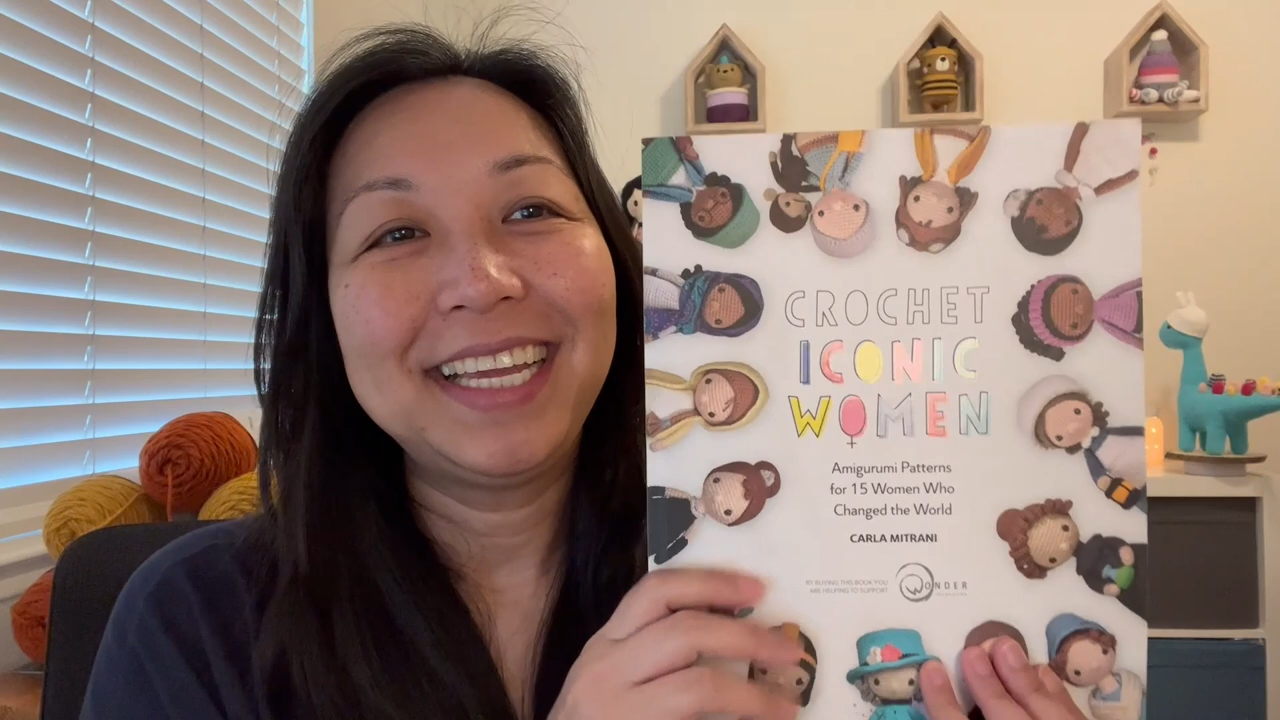 CROCHET
ICONIC
WOMEN
Amigurumi Patterns
for 15 Women Who
Changed the World
CARLA MITRANI
BY BUYING THIS BOOK YOU
ARE HELPING TO SUPPORT
WONDER